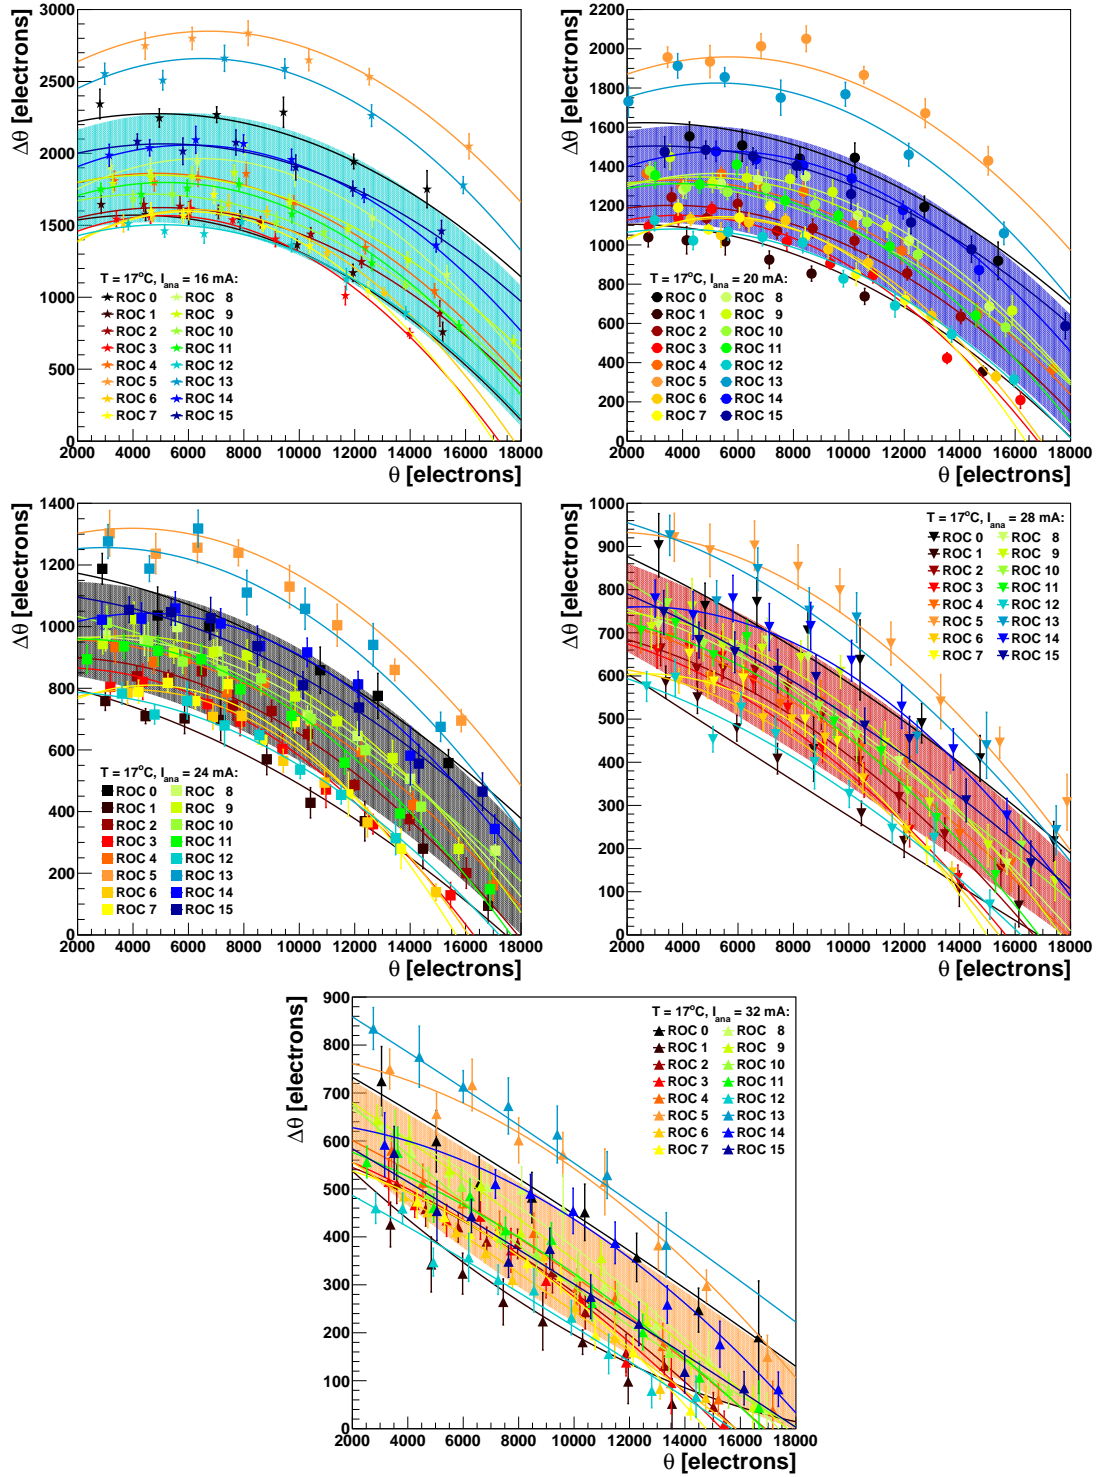 Δθ [electrons]
3000
2500
2000
1500
1000
500
0
T = 17°C, I_ana = 16 mA:
ROC 0 ROC 8
ROC 1 ROC 9
ROC 2 ROC 10
ROC 3 ROC 11
ROC 4 ROC 12
ROC 5 ROC 13
ROC 6 ROC 14
ROC 7 ROC 15
2000 4000 6000 8000 10000 12000 14000 16000 18000
θ [electrons]
Δθ [electrons]
2200
2000
1800
1600
1400
1200
1000
800
600
400
200
0
T = 17°C, I_ana = 20 mA:
ROC 0 ROC 8
ROC 1 ROC 9
ROC 2 ROC 10
ROC 3 ROC 11
ROC 4 ROC 12
ROC 5 ROC 13
ROC 6 ROC 14
ROC 7 ROC 15
2000 4000 6000 8000 10000 12000 14000 16000 18000
θ [electrons]
Δθ [electrons]
1400
1200
1000
800
600
400
200
0
T = 17°C, I_ana = 24 mA:
ROC 0 ROC 8
ROC 1 ROC 9
ROC 2 ROC 10
ROC 3 ROC 11
ROC 4 ROC 12
ROC 5 ROC 13
ROC 6 ROC 14
ROC 7 ROC 15
2000 4000 6000 8000 10000 12000 14000 16000 18000
θ [electrons]
Δθ [electrons]
1000
900
800
700
600
500
400
300
200
100
0
T = 17°C, I_ana = 28 mA:
ROC 0 ROC 8
ROC 1 ROC 9
ROC 2 ROC 10
ROC 3 ROC 11
ROC 4 ROC 12
ROC 5 ROC 13
ROC 6 ROC 14
ROC 7 ROC 15
2000 4000 6000 8000 10000 12000 14000 16000 18000
θ [electrons]
Δθ [electrons]
900
800
700
600
500
400
300
200
100
0
T = 17°C, I_ana = 32 mA:
ROC 0 ROC 8
ROC 1 ROC 9
ROC 2 ROC 10
ROC 3 ROC 11
ROC 4 ROC 12
ROC 5 ROC 13
ROC 6 ROC 14
ROC 7 ROC 15
2000 4000 6000 8000 10000 12000 14000 16000 18000
θ [electrons]